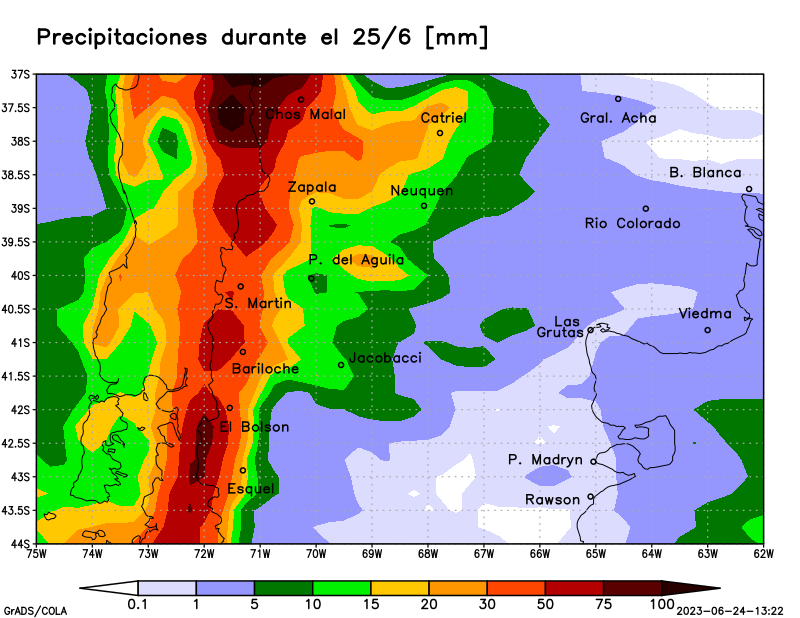 Precipitaciones durante el 25/6 [mm]
37S
37.5S
38S
38.5S
39S
39.5S
40S
40.5S
41S
41.5S
42S
42.5S
43S
43.5S
44S
Chos Malal
Catriel
Gral. Acha
B. Blanca
Zapala
Neuquen
Rio Colorado
P. del Aguila
S. Martin
Viedma
Las
Grutas
Jacobacci
Bariloche
El Bolson
P. Madryn
Esquel
Rawson
75W 74W 73W 72W 71W 70W 69W 68W 67W 66W 65W 64W 63W 62W
0.1 1 5 10 15 20 30 50 75 100
GrADS/COLA
2023-06-24-13:22